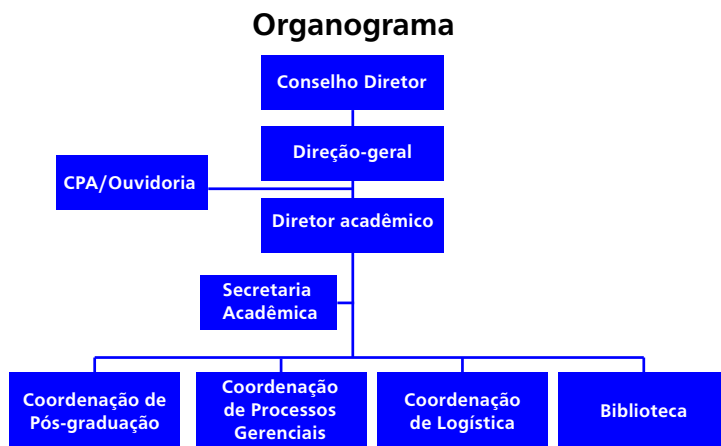 Organograma
Conselho Diretor
Direção-geral
CPA/Ouvidoria
Diretor acadêmico
Secretaria
Acadêmica
Coordenação de
Pós-graduação
Coordenação
de Processos
Gerenciais
Coordenação
de Logística
Biblioteca